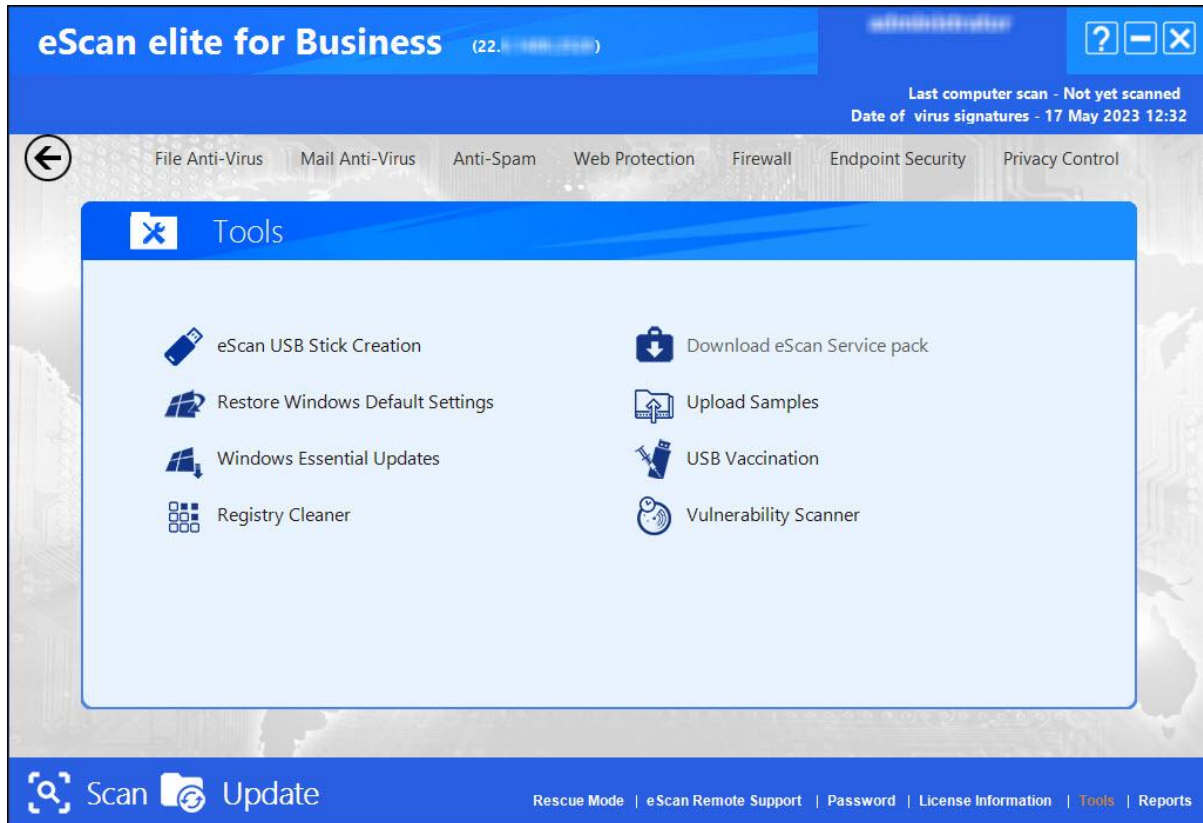 eScan elite for Business (22.
?
Last computer scan - Not yet scanned
Date of virus signatures - 17 May 2023 12:32
File Anti-Virus Mail Anti-Virus Anti-Spam Web Protection Firewall Endpoint Security Privacy Control
Tools
eScan USB Stick Creation Download eScan Service pack
Restore Windows Default Settings Upload Samples
Windows Essential Updates USB Vaccination
Registry Cleaner Vulnerability Scanner
Scan Update
Rescue Mode | eScan Remote Support | Password | License Information | Tools | Reports